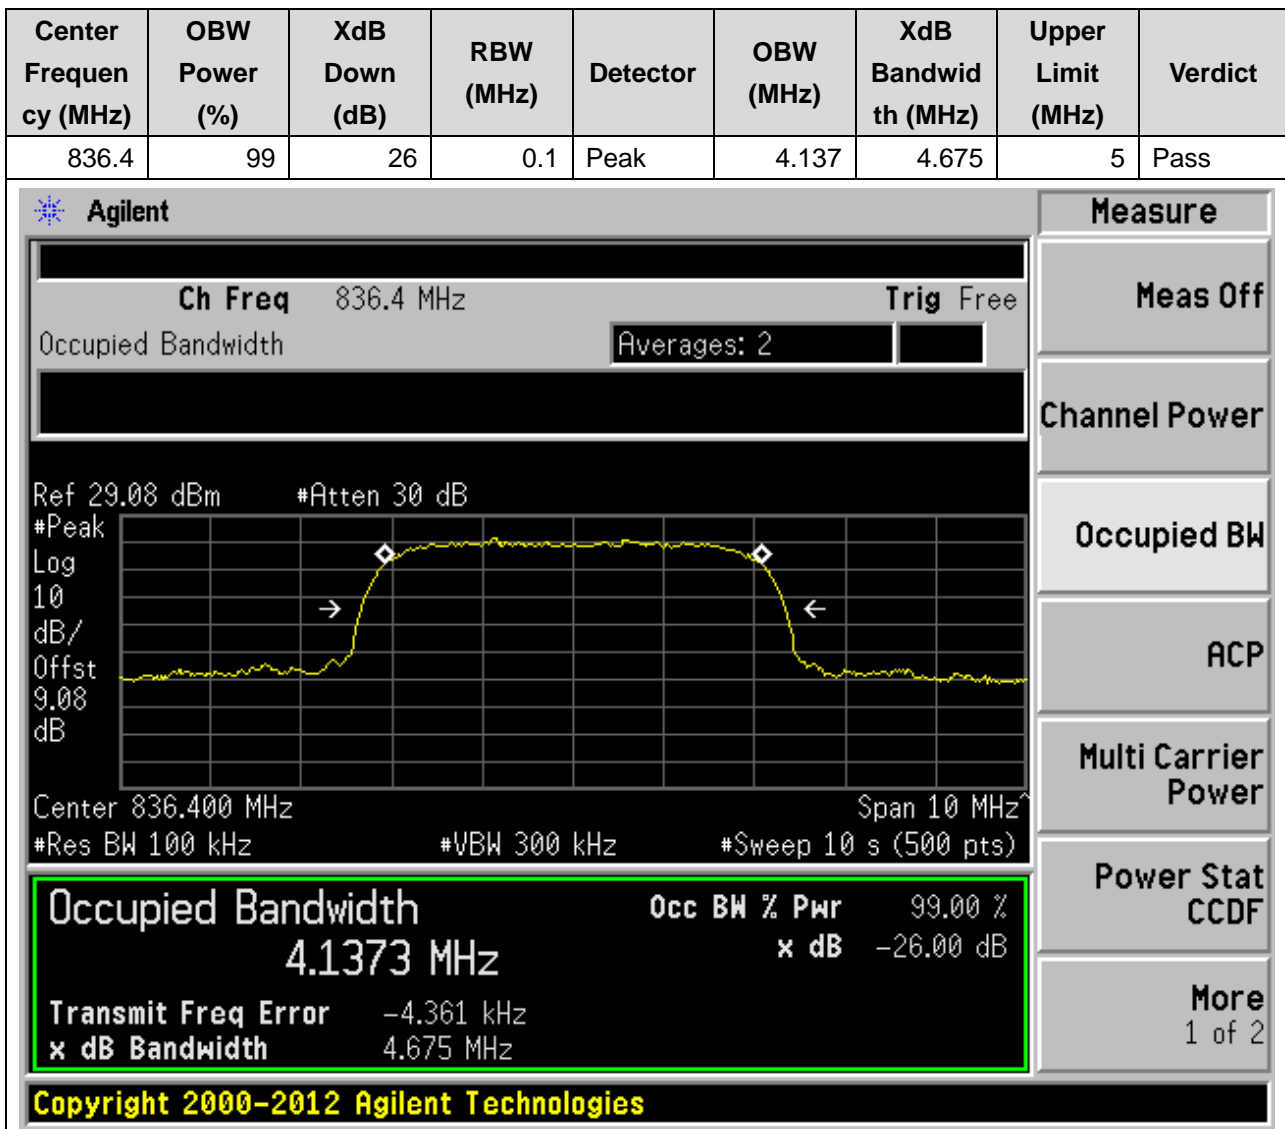 Center Frequen cy (MHz) OBW Power (%) XdB Down (dB) RBW (MHz) Detector OBW (MHz) XdB Bandwid th (MHz) Upper Limit (MHz) Verdict
836.4 99 26 0.1 Peak 4.137 4.675 5 Pass
Agilent
Measure
Ch Freq 836.4 MHz Trig Free
Meas Off
Occupied Bandwidth Averages: 2
Channel Power
Ref 29.08 dBm #Atten 30 dB
#Peak
Log
10
dB/
Offst
9.08
dB
Occupied BW
ACP
Multi Carrier
Power
Center 836.400 MHz Span 10 MHz^
#Res BW 100 kHz #VBW 300 kHz #Sweep 10 s (500 pts)
Power Stat
CCDF
Occupied Bandwidth Occ BW % Pwr 99.00 %
4.1373 MHz x dB -26.00 dB
Transmit Freq Error -4.361 kHz
x dB Bandwidth 4.675 MHz
More
1 of 2
Copyright 2000-2012 Agilent Technologies